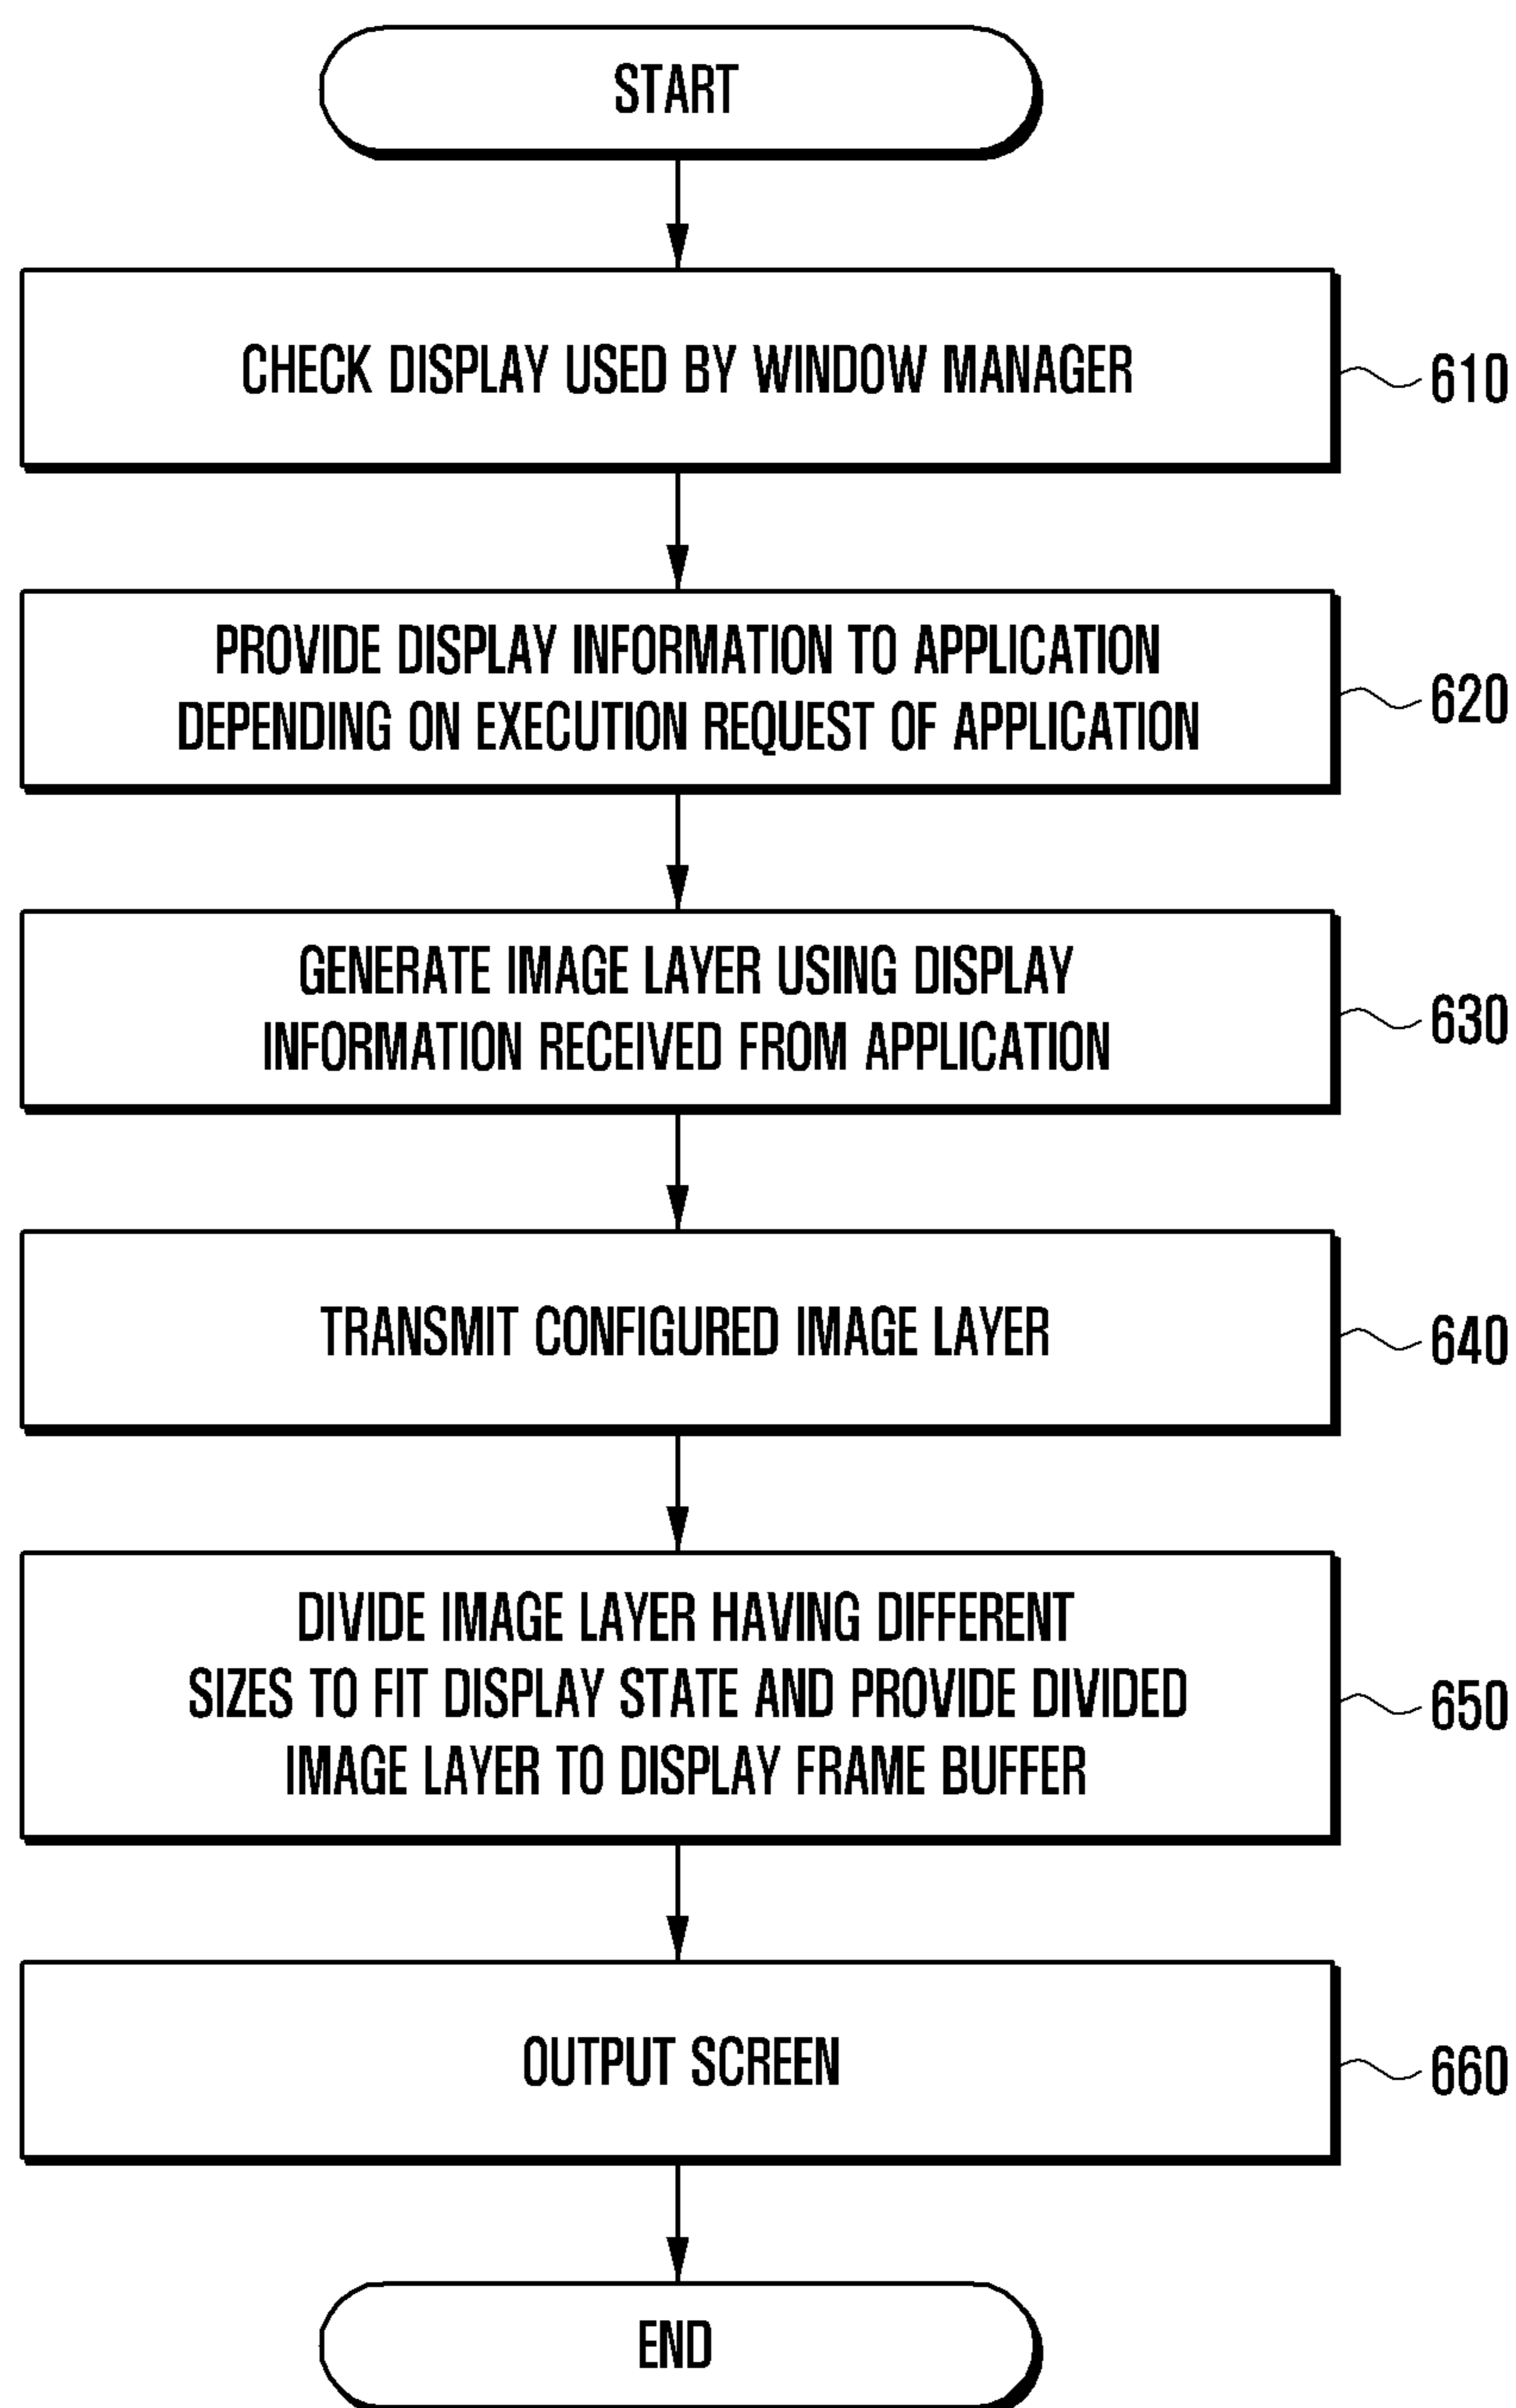 START
CHECK DISPLAY USED BY WINDOW MANAGER
610
PROVIDE DISPLAY INFORMATION TO APPLICATION
DEPENDING ON EXECUTION REQUEST OF APPLICATION
620
GENERATE IMAGE LAYER USING DISPLAY
INFORMATION RECEIVED FROM APPLICATION
630
TRANSMIT CONFIGURED IMAGE LAYER
640
DIVIDE IMAGE LAYER HAVING DIFFERENT
SIZES TO FIT DISPLAY STATE AND PROVIDE DIVIDED
IMAGE LAYER TO DISPLAY FRAME BUFFER
650
OUTPUT SCREEN
660
END